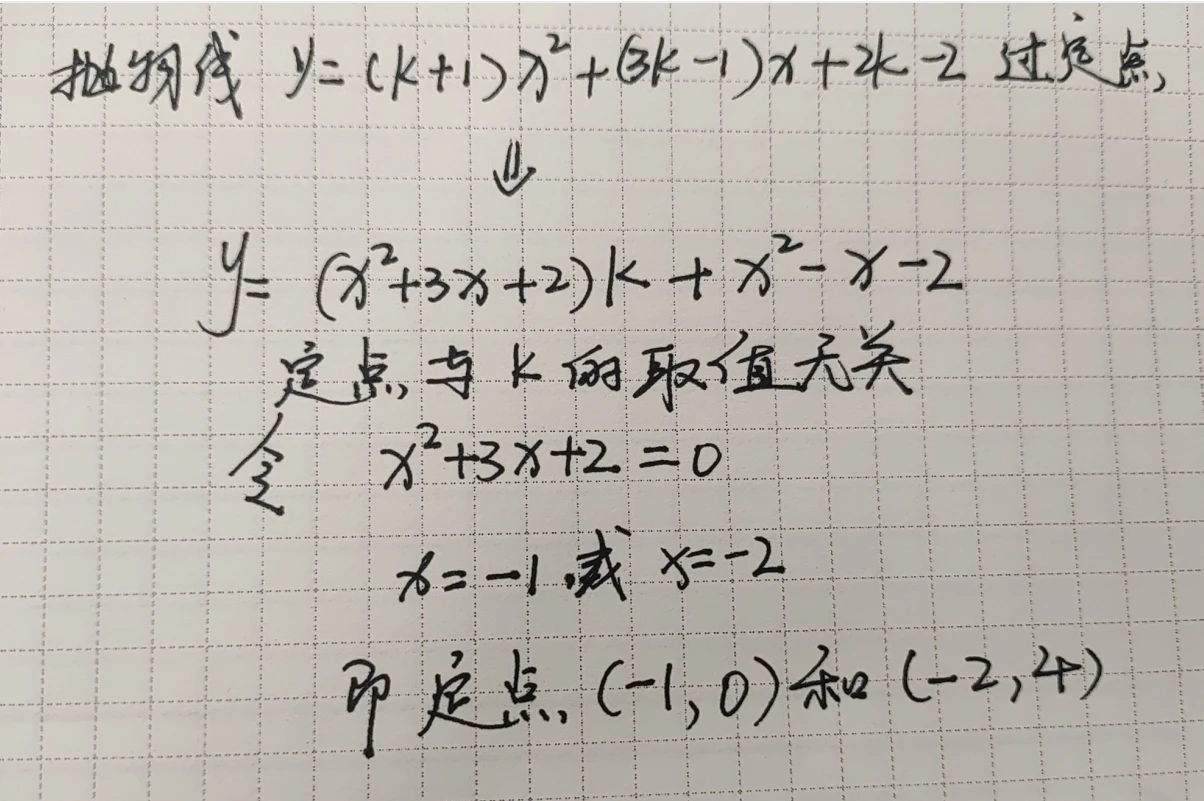 抛物线 y=(k+1)x²+(3k-1)x+2k-2 过定点
⇓
y= (x²+3x+2)k+x²-x-2
定点与k的取值无关
令 x²+3x+2=0
x=-1 或 x=-2
即定点(-1,0)和(-2,4)